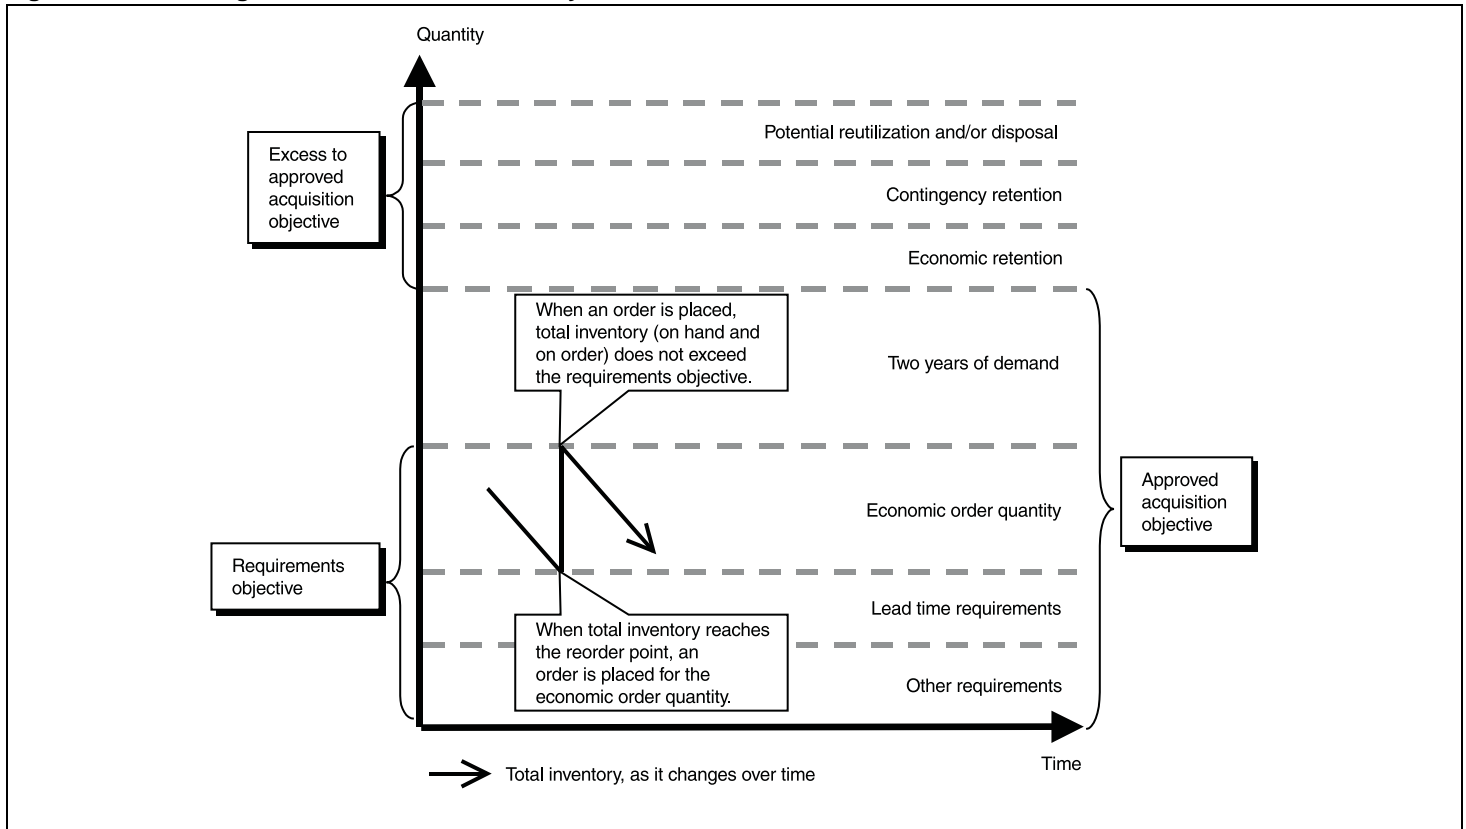 Quantity
Potential reutilization and/or disposal
Excess to
approved
acquisition
objective
Contingency retention
Economic retention
When an order is placed,
total inventory (on hand and
on order) does not exceed
the requirements objective.
Two years of demand
Approved
acquisition
objective
Economic order quantity
Requirements
objective
Lead time requirements
When total inventory reaches
the reorder point, an
order is placed for the
economic order quantity.
Other requirements
Time
Total inventory, as it changes over time